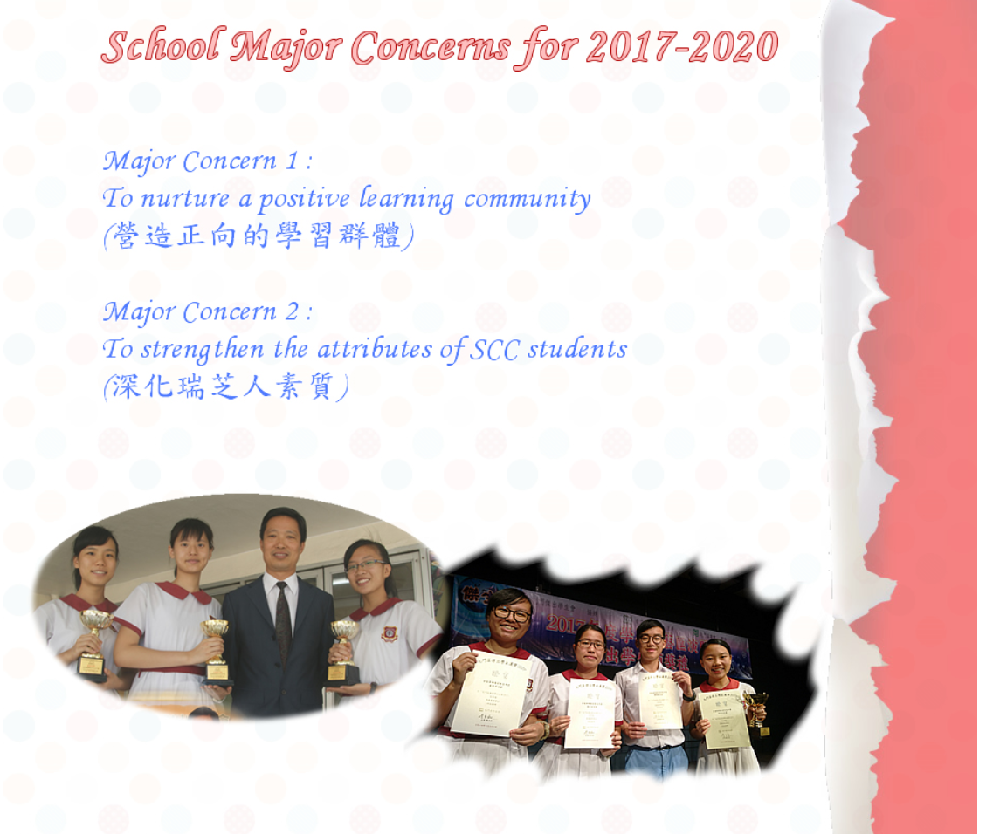 School Major Concerns for 2017-2020
Major Concern 1 :
To nurture a positive learning community
(營造正向的學習群體)
Major Concern 2 :
To strengthen the attributes of SCC students
(深化瑞芝人素質)
傑
2017